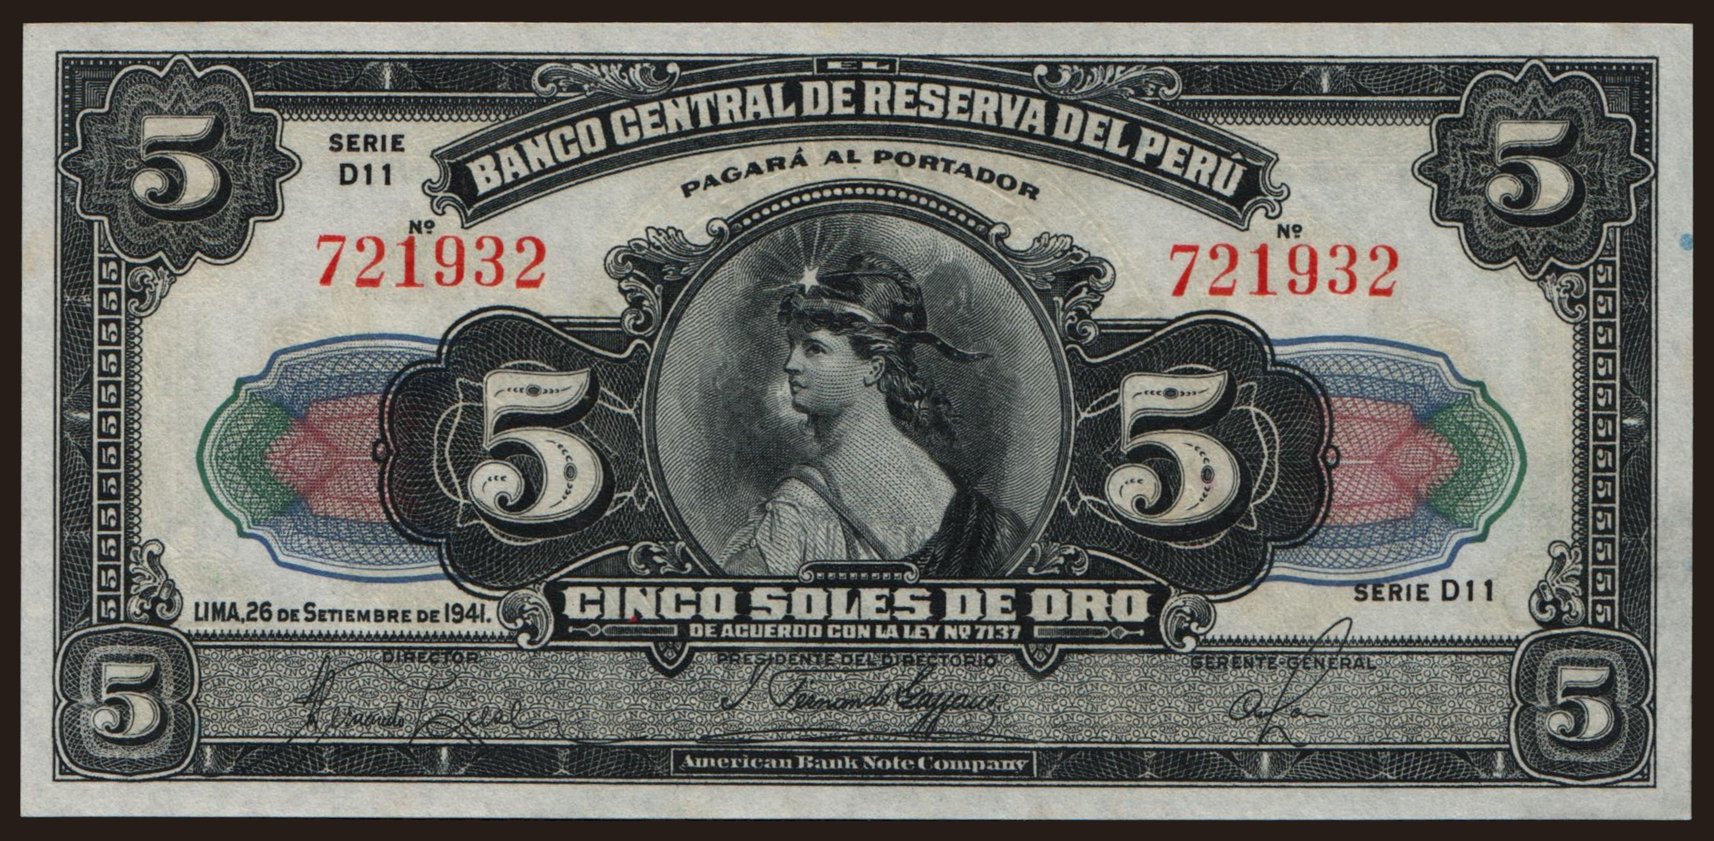 EL
BANCO CENTRAL DE RESERVA DEL PERÚ
PAGARÁ AL PORTADOR
5
5
SERIE
D11
Nº
721932
Nº
721932
5
5
LIMA, 26 DE SETIEMBRE DE 1941.
CINCO SOLES DE ORO
DE ACUERDO CON LA LEY Nº 7137
SERIE D11
DIRECTOR
PRESIDENTE DEL DIRECTORIO
GERENTE-GENERAL
5
5
American Bank Note Company